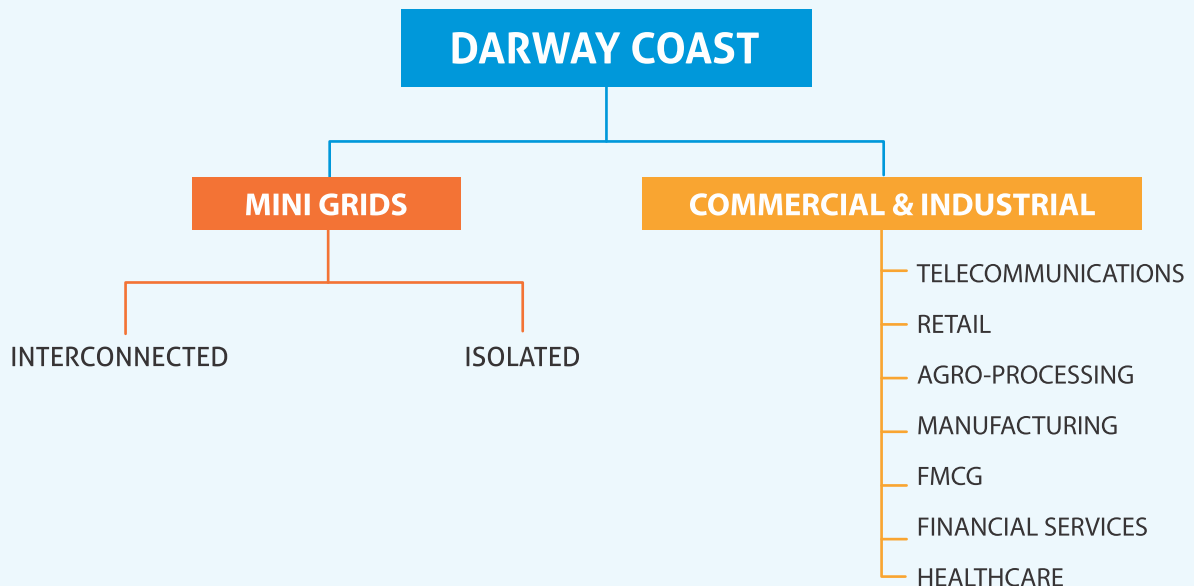 DARWAY COAST
MINI GRIDS
COMMERCIAL & INDUSTRIAL
INTERCONNECTED
ISOLATED
TELECOMMUNICATIONS
RETAIL
AGRO-PROCESSING
MANUFACTURING
FMCG
FINANCIAL SERVICES
HEALTHCARE